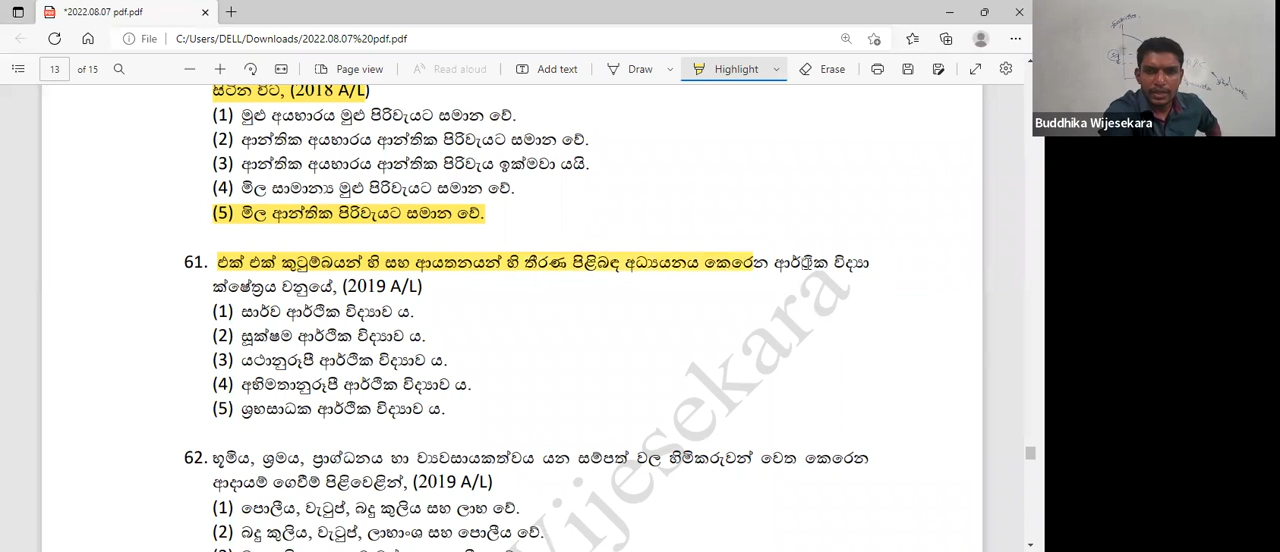 *2022.08.07 pdf.pdf
File C:/Users/DELL/Downloads/2022.08.07%20pdf.pdf
13 of 15 Page view Read aloud Add text Draw Highlight Erase
Buddhika Wijesekara
සිටින විට, (2018 A/L)
(1) මුළු අයභාරය මුළු පිරිවැයට සමාන වේ.
(2) ආන්තික අයභාරය ආන්තික පිරිවැයට සමාන වේ.
(3) ආන්තික අයභාරය ආන්තික පිරිවැය ඉක්මවා යයි.
(4) මිල සාමාන්‍ය මුළු පිරිවැයට සමාන වේ.
(5) මිල ආන්තික පිරිවැයට සමාන වේ.
61. එක් එක් කුටුම්බයන් හි සහ ආයතනයන් හි තීරණ පිළිබඳ අධ්‍යයනය කෙරෙන ආර්ථික විද්‍යා
ක්ෂේත්‍රය වනුයේ, (2019 A/L)
(1) සාර්ව ආර්ථික විද්‍යාව ය.
(2) සූක්ෂම ආර්ථික විද්‍යාව ය.
(3) යථානුරූපී ආර්ථික විද්‍යාව ය.
(4) අභිමතානුරූපී ආර්ථික විද්‍යාව ය.
(5) ශුභසාධක ආර්ථික විද්‍යාව ය.
62. භූමිය, ශ්‍රමය, ප්‍රාග්ධනය හා ව්‍යවසායකත්වය යන සම්පත් වල හිමිකරුවන් වෙත කෙරෙන
ආදායම් ගෙවීම් පිළිවෙළින්, (2019 A/L)
(1) පොලිය, වැටුප්, බදු කුලිය සහ ලාභ වේ.
(2) බදු කුලිය, වැටුප්, ලාභාංශ සහ පොලිය වේ.
Wijesekara